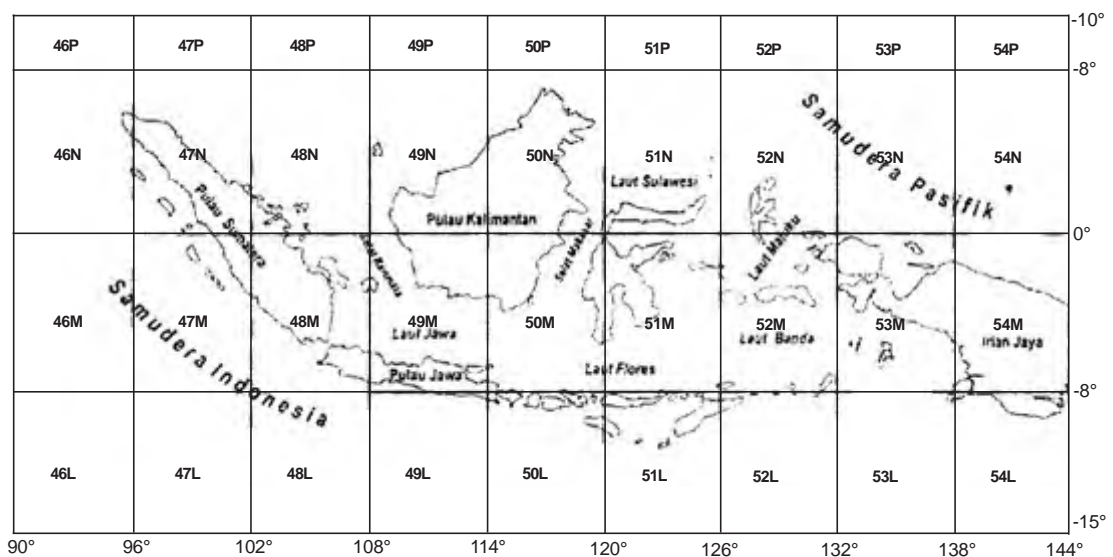 46P 47P 48P 49P 50P 51P 52P 53P 54P -10°
-8°
Samudera Pasifik
46N 47N 48N 49N 50N 51N 52N 53N 54N
Laut Sulawesi
Pulau Sumatera
Pulau Kalimantan
Laut Maluku
0°
Selat Karimata
Selat Makasar
Samudera Indonesia
46M 47M 48M 49M 50M 51M 52M 53M 54M
Laut Jawa
Laut Banda
Irian Jaya
Pulau Jawa
Laut Flores
-8°
46L 47L 48L 49L 50L 51L 52L 53L 54L
-15°
90° 96° 102° 108° 114° 120° 126° 132° 138° 144°